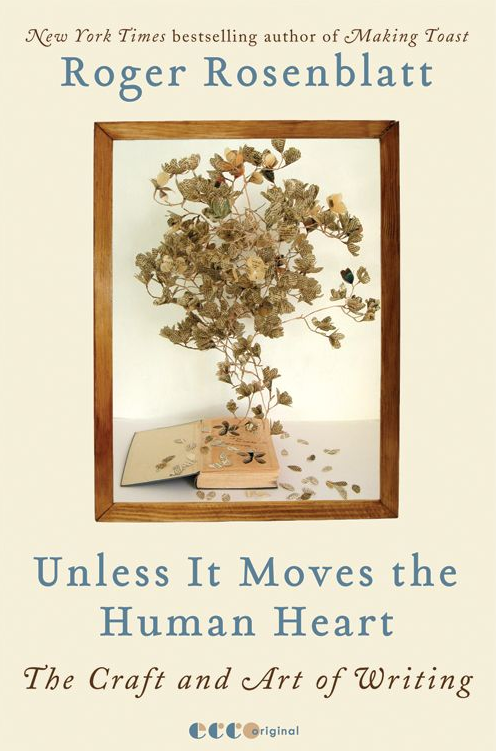 New York Times bestselling author of Making Toast
Roger Rosenblatt
Unless It Moves the
Human Heart
The Craft and Art of Writing
ecco original